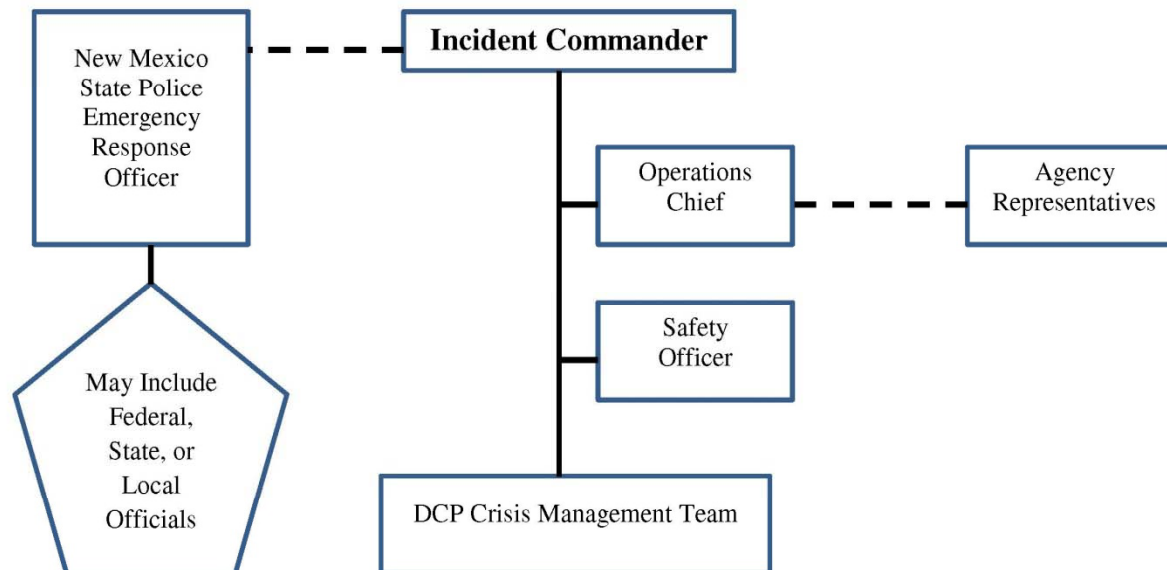 New Mexico
State Police
Emergency
Response
Officer
Incident Commander
Operations
Chief
Agency
Representatives
Safety
Officer
May Include
Federal,
State, or
Local
Officials
DCP Crisis Management Team